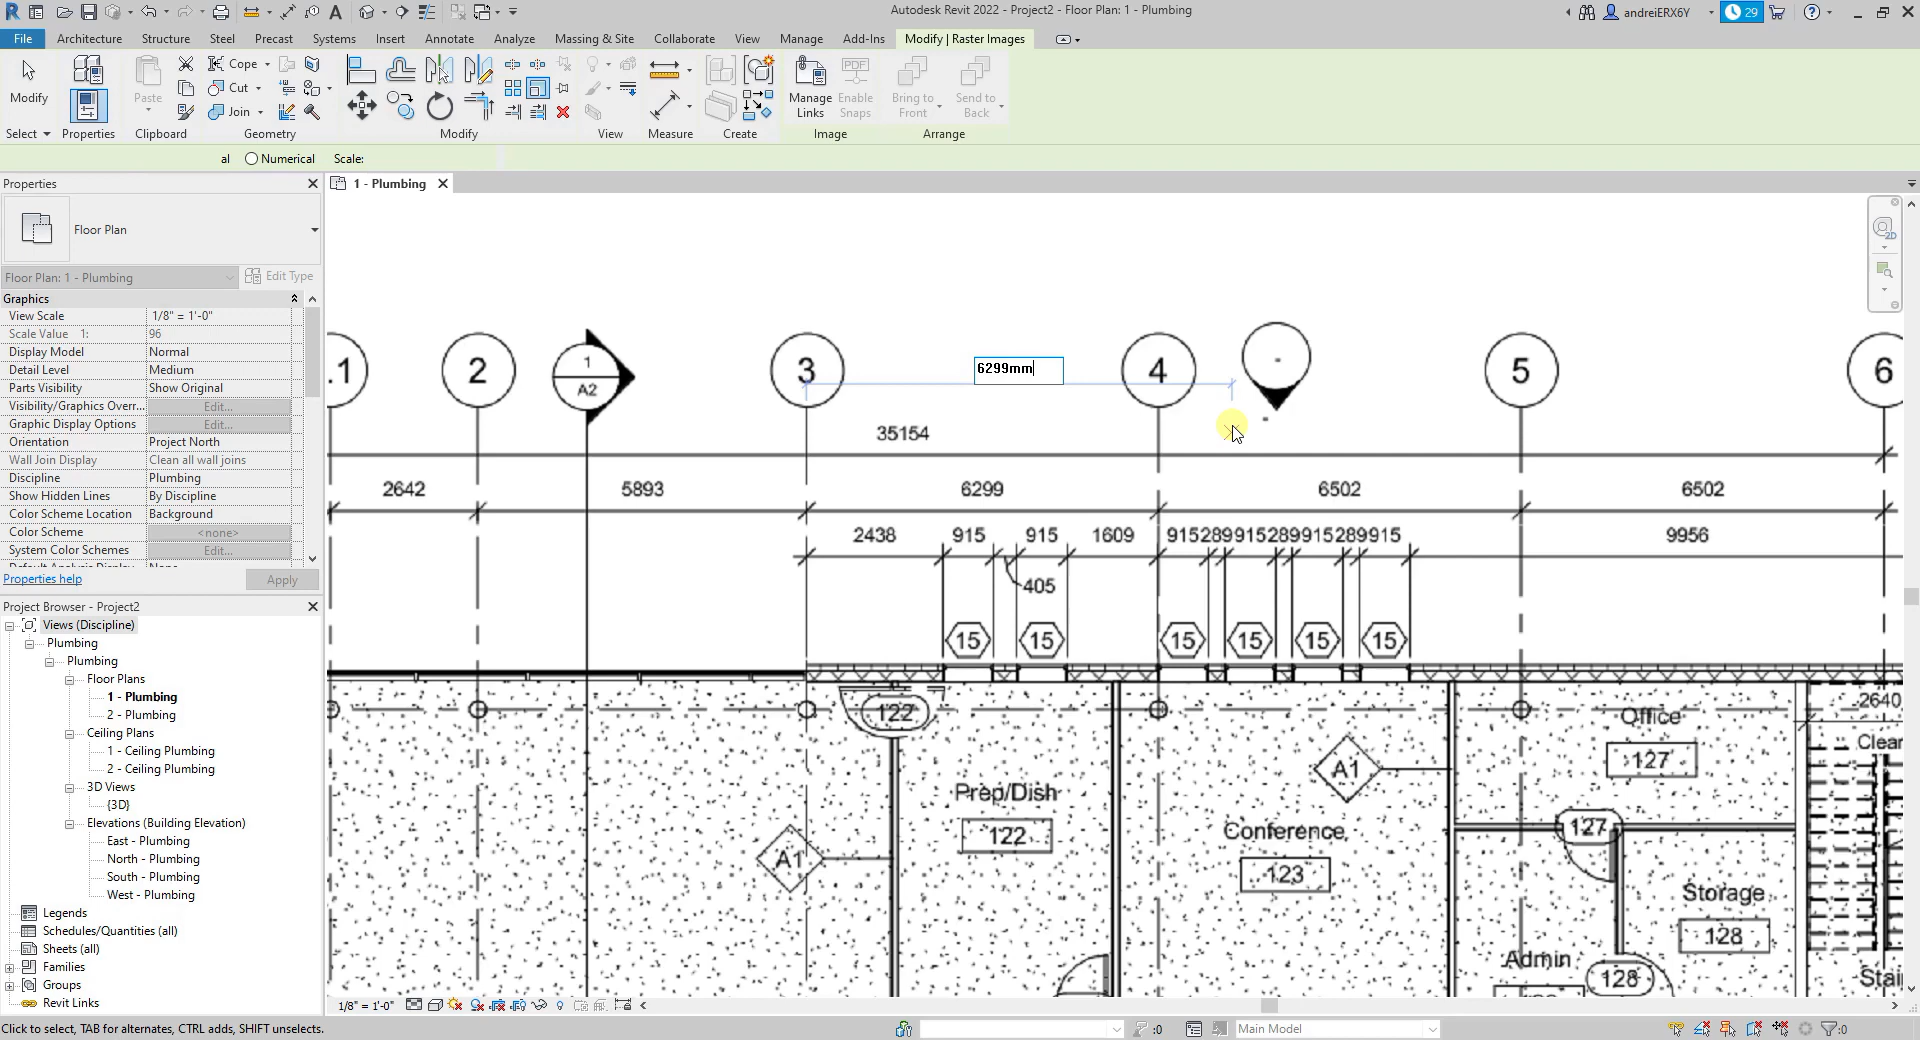 Autodesk Revit 2022 - Project2 - Floor Plan: 1 - Plumbing
andreiERX6Y
29
File Architecture Structure Steel Precast Systems Insert Annotate Analyze Massing & Site Collaborate View Manage Add-Ins Modify | Raster Images
Modify
Paste
Cope
Cut
Join
Manage Links
PDF
Enable Snaps
Bring to Front
Send to Back
Select Properties Clipboard Geometry Modify View Measure Create Image Arrange
al Numerical Scale:
Properties
1 - Plumbing
Floor Plan
Floor Plan: 1 - Plumbing Edit Type
Graphics
View Scale 1/8" = 1'-0"
Scale Value 1: 96
Display Model Normal
Detail Level Medium
Parts Visibility Show Original
Visibility/Graphics Overr... Edit...
Graphic Display Options Edit...
Orientation Project North
Wall Join Display Clean all wall joins
Discipline Plumbing
Show Hidden Lines By Discipline
Color Scheme Location Background
Color Scheme <none>
System Color Schemes Edit...
Properties help Apply
Project Browser - Project2
Views (Discipline)
Plumbing
Plumbing
Floor Plans
1 - Plumbing
2 - Plumbing
Ceiling Plans
1 - Ceiling Plumbing
2 - Ceiling Plumbing
3D Views
{3D}
Elevations (Building Elevation)
East - Plumbing
North - Plumbing
South - Plumbing
West - Plumbing
Legends
Schedules/Quantities (all)
Sheets (all)
Families
Groups
Revit Links
.1 2 1 A2 3 6299mm 4 - 5 6
35154 -
2642 5893 6299 6502 6502
2438 915 915 1609 915 289 915 289 915 289 915 9956
405
15 15 15 15 15 15
122 Office 2640
127 Clear
A1
Prep/Dish
122
Conference
123
127
A1
Storage
128
Admin
128
Stair
1/8" = 1'-0"
Click to select, TAB for alternates, CTRL adds, SHIFT unselects.
:0
Main Model
:0
2D